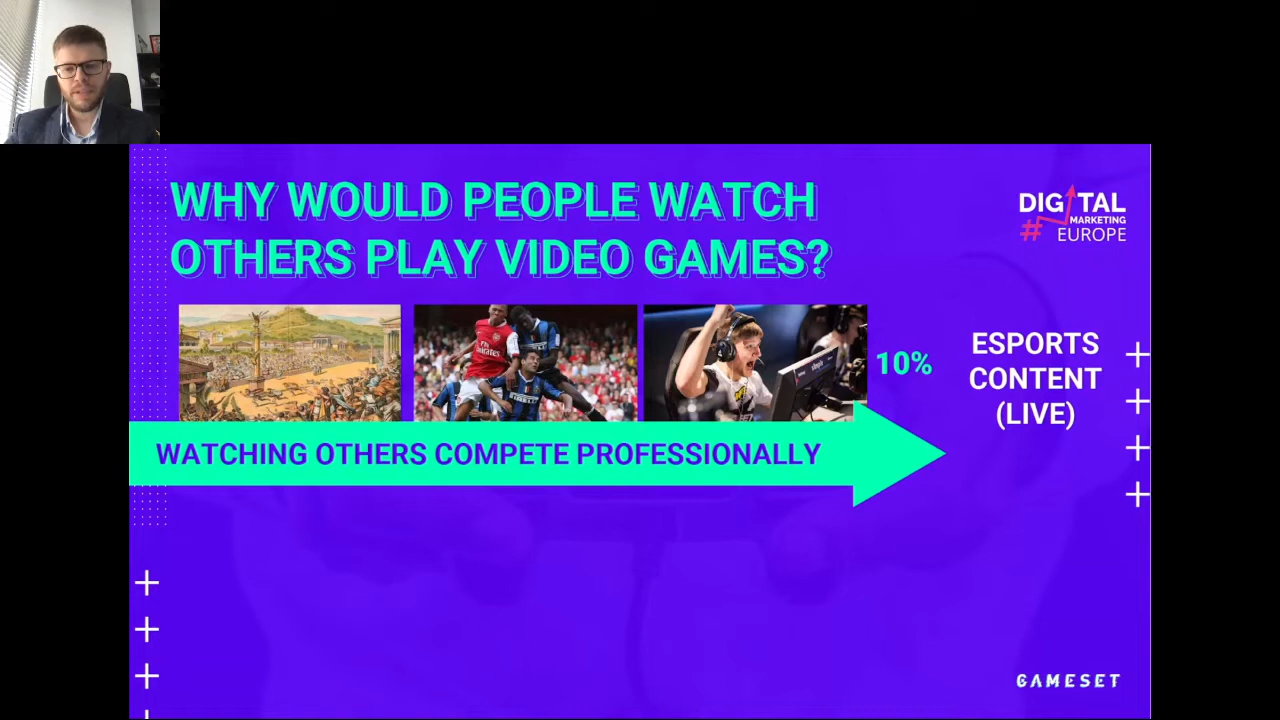 WHY WOULD PEOPLE WATCH
OTHERS PLAY VIDEO GAMES?
DIGITAL
MARKETING
# EUROPE
Emirates
10%
ESPORTS
CONTENT
(LIVE)
WATCHING OTHERS COMPETE PROFESSIONALLY
GAMESET